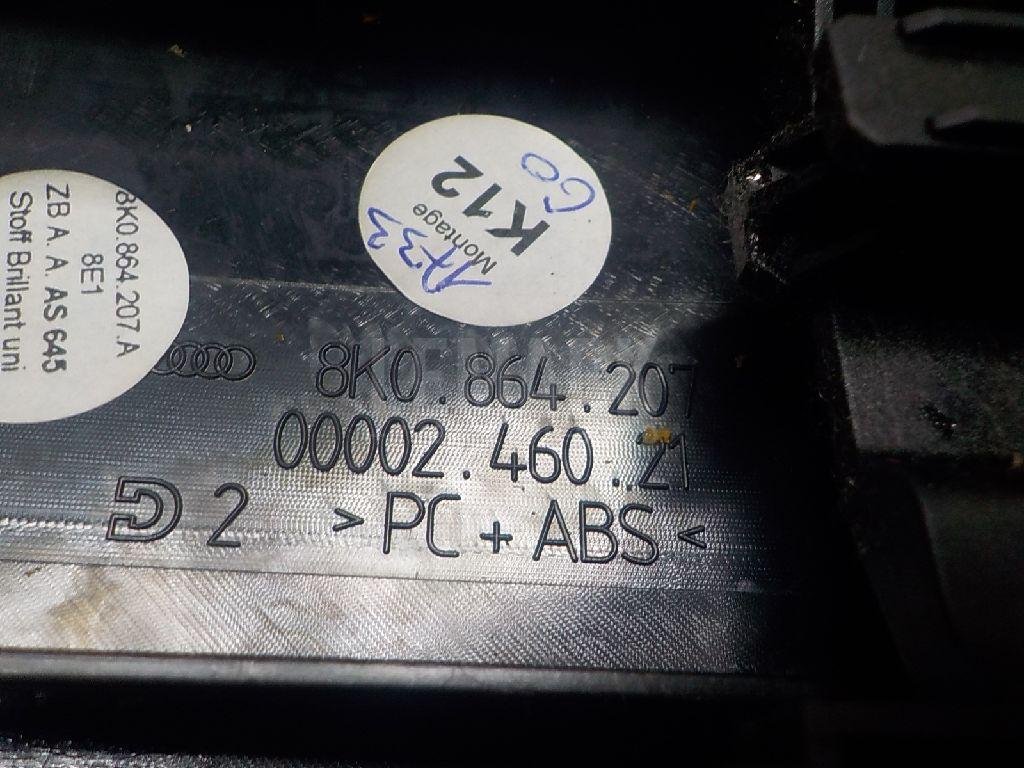 8K0.864.207.A
8E1
ZB A. A. AS 645
Stoff Brillant uni
Montage
K12
8K0.864.207
00002.460.21
D 2 > PC + ABS <